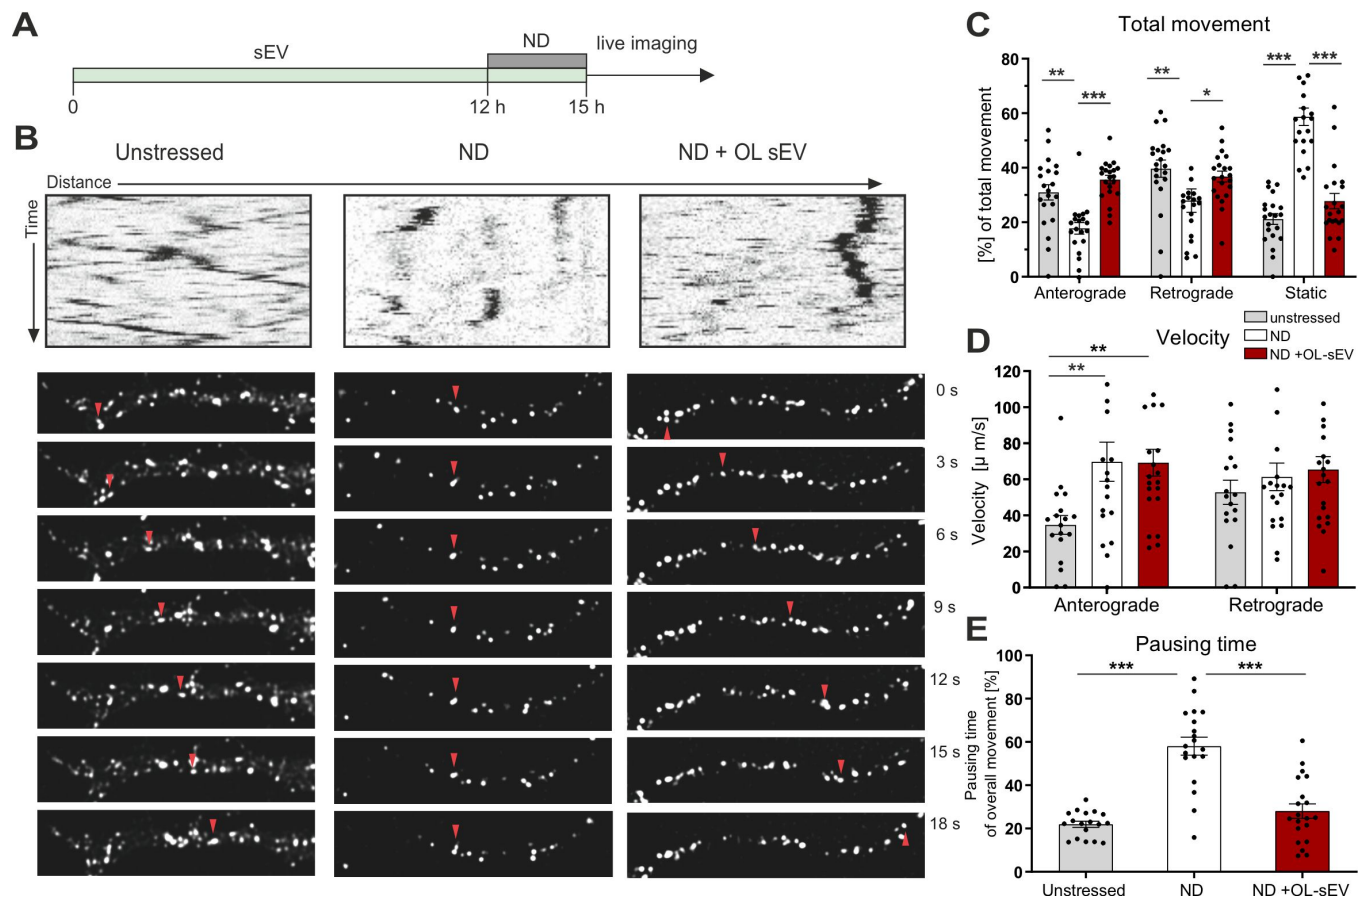 A
sEV
ND
live imaging
0
12 h
15 h
B
Unstressed
ND
ND + OL sEV
Distance
Time
0 s
3 s
6 s
9 s
12 s
15 s
18 s
C
Total movement
[%] of total movement
80
60
40
20
0
**
***
**
*
***
***
Anterograde
Retrograde
Static
unstressed
ND
ND +OL-sEV
D
Velocity
Velocity [µ m/s]
120
100
80
60
40
20
0
**
**
Anterograde
Retrograde
E
Pausing time
Pausing time
of overall movement [%]
100
80
60
40
20
0
***
***
Unstressed
ND
ND +OL-sEV